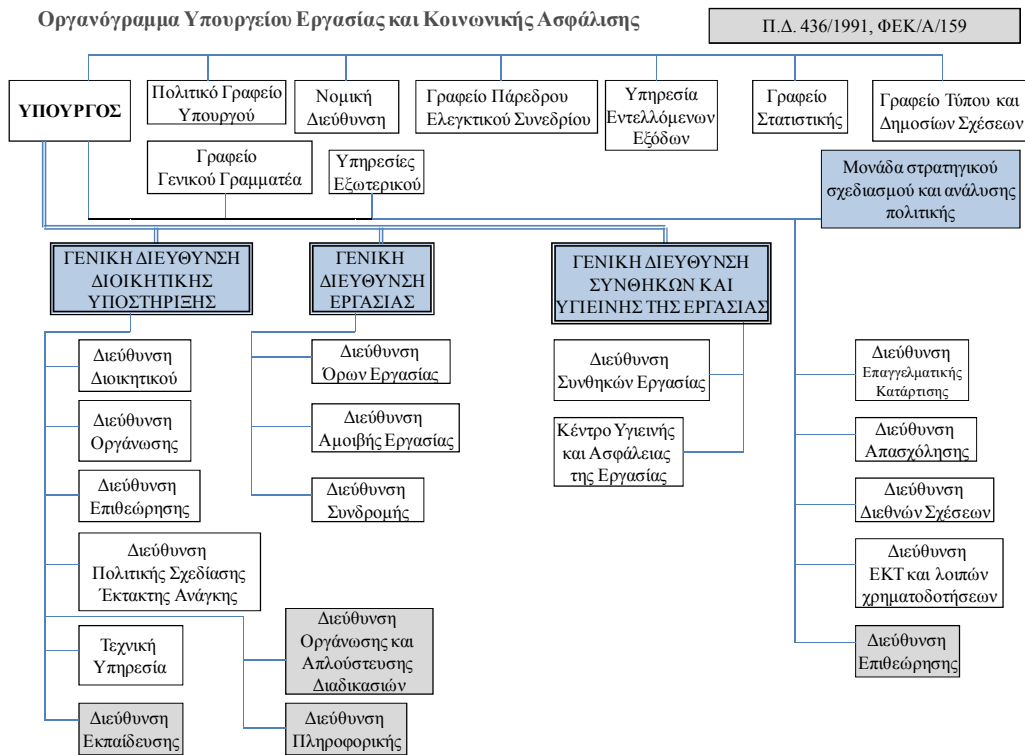 Οργανόγραμμα Υπουργείου Εργασίας και Κοινωνικής Ασφάλισης
Π.Δ. 436/1991, ΦΕΚ/Α/159
ΥΠΟΥΡΓΟΣ
Πολιτικό Γραφείο
Υπουργού
Νομική
Διεύθυνση
Γραφείο Πάρεδρου
Ελεγκτικού Συνεδρίου
Υπηρεσία
Εντελλόμενων
Εξόδων
Γραφείο
Στατιστικής
Γραφείο Τύπου και
Δημοσίων Σχέσεων
Γραφείο
Γενικού Γραμματέα
Υπηρεσίες
Εξωτερικού
Μονάδα στρατηγικού
σχεδιασμού και ανάλυσης
πολιτικής
ΓΕΝΙΚΗ ΔΙΕΥΘΥΝΣΗ
ΔΙΟΙΚΗΤΙΚΗΣ
ΥΠΟΣΤΗΡΙΞΗΣ
ΓΕΝΙΚΗ
ΔΙΕΥΘΥΝΣΗ
ΕΡΓΑΣΙΑΣ
ΓΕΝΙΚΗ ΔΙΕΥΘΥΝΣΗ
ΣΥΝΘΗΚΩΝ ΚΑΙ
ΥΓΙΕΙΝΗΣ ΤΗΣ ΕΡΓΑΣΙΑΣ
Διεύθυνση
Διοικητικού
Διεύθυνση
Οργάνωσης
Διεύθυνση
Επιθεώρησης
Διεύθυνση
Πολιτικής Σχεδίασης
Έκτακτης Ανάγκης
Τεχνική
Υπηρεσία
Διεύθυνση
Εκπαίδευσης
Διεύθυνση
Οργάνωσης και
Απλούστευσης
Διαδικασιών
Διεύθυνση
Πληροφορικής
Διεύθυνση
Όρων Εργασίας
Διεύθυνση
Αμοιβής Εργασίας
Διεύθυνση
Συνδρομής
Διεύθυνση
Συνθηκών Εργασίας
Κέντρο Υγιεινής
και Ασφάλειας
της Εργασίας
Διεύθυνση
Επαγγελματικής
Κατάρτισης
Διεύθυνση
Απασχόλησης
Διεύθυνση
Διεθνών Σχέσεων
Διεύθυνση
ΕΚΤ και λοιπών
χρηματοδοτήσεων
Διεύθυνση
Επιθεώρησης